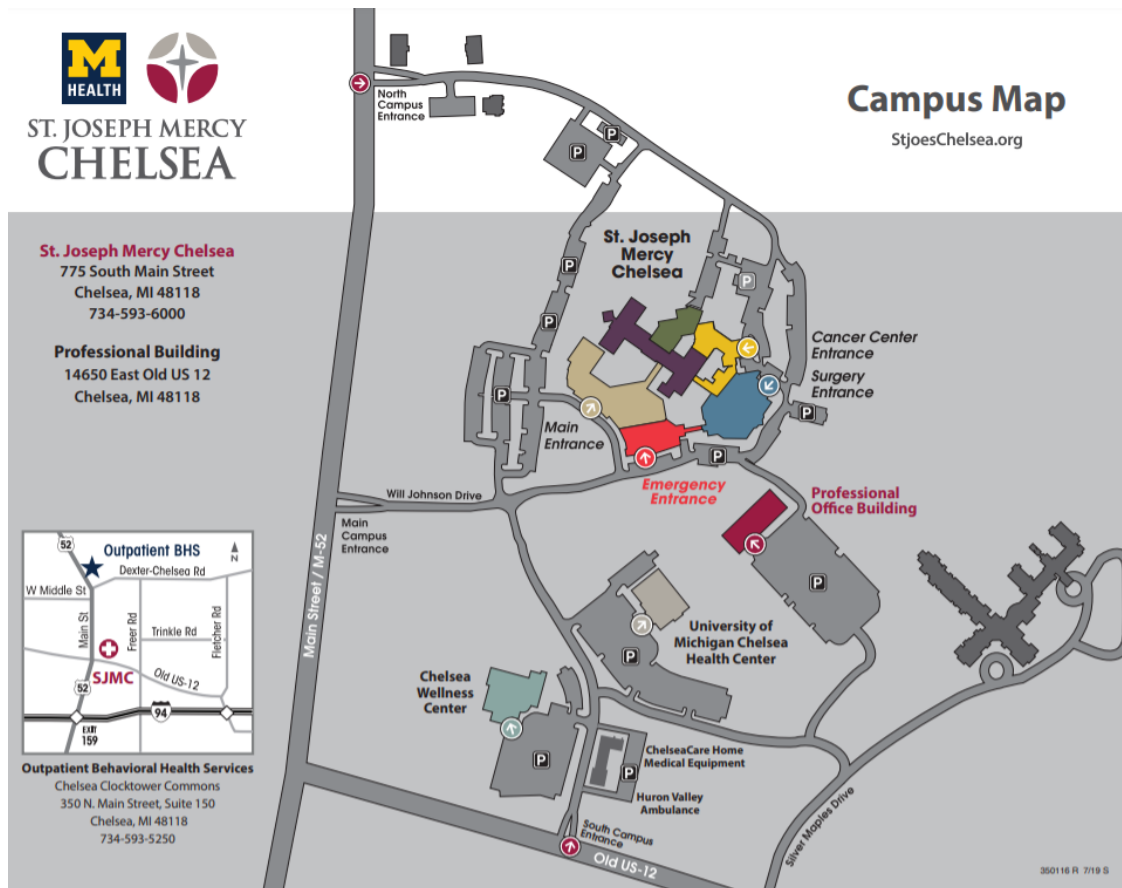 M
HEALTH
ST. JOSEPH MERCY
CHELSEA
Campus Map
StjoesChelsea.org
St. Joseph Mercy Chelsea
775 South Main Street
Chelsea, MI 48118
734-593-6000
Professional Building
14650 East Old US 12
Chelsea, MI 48118
North
Campus
Entrance
P
P
St. Joseph
Mercy
Chelsea
P
P
P
Cancer Center
Entrance
Surgery
Entrance
P
P
Main
Entrance
P
Emergency
Entrance
Will Johnson Drive
Main
Campus
Entrance
Main Street / M-52
Professional
Office Building
P
University of
Michigan Chelsea
Health Center
P
Chelsea
Wellness
Center
P
ChelseaCare Home
Medical Equipment
P
Huron Valley
Ambulance
South Campus
Entrance
Old US-12
Silver Maples Drive
52
Outpatient BHS
N
Dexter-Chelsea Rd
W Middle St
Main St
Freer Rd
Trinkle Rd
Fletcher Rd
SJMC
Old US-12
52
94
EXIT
159
Outpatient Behavioral Health Services
Chelsea Clocktower Commons
350 N. Main Street, Suite 150
Chelsea, MI 48118
734-593-5250
350116 R 7/19 S